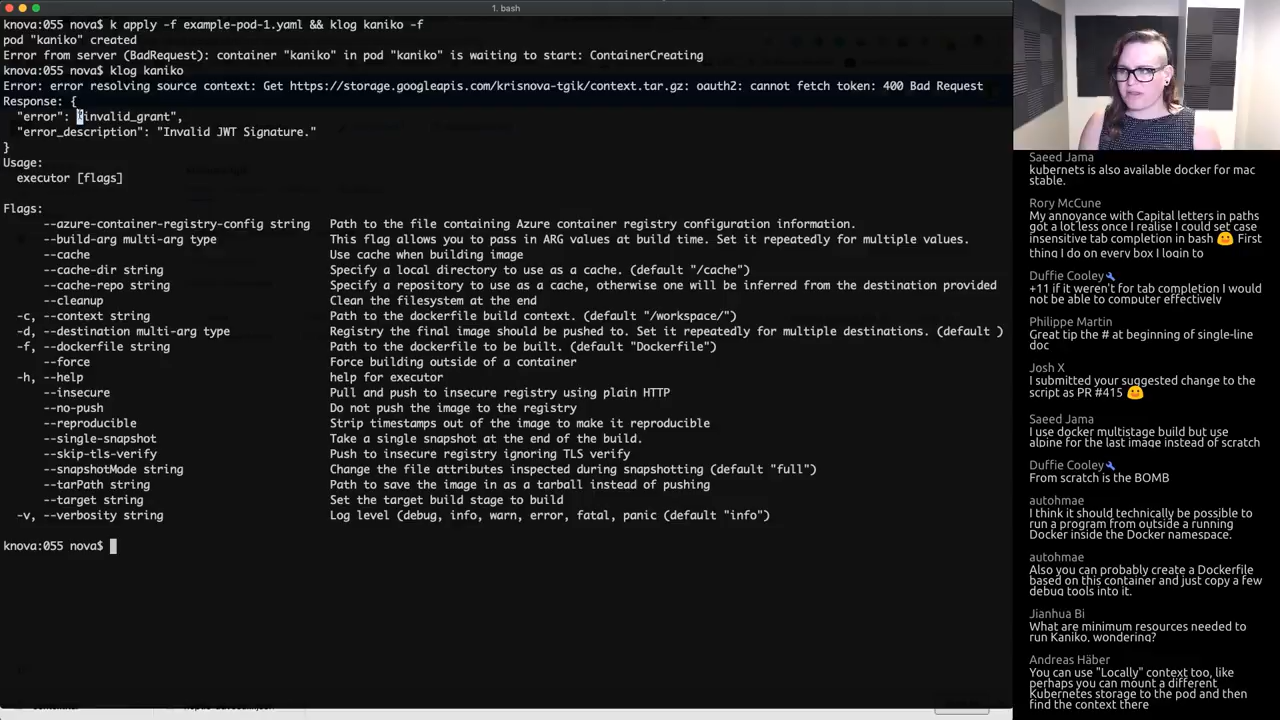 1. bash
knova:055 nova$ k apply -f example-pod-1.yaml && klog kaniko -f
pod "kaniko" created
Error from server (BadRequest): container "kaniko" in pod "kaniko" is waiting to start: ContainerCreating
knova:055 nova$ klog kaniko
Error: error resolving source context: Get https://storage.googleapis.com/krisnova-tgik/context.tar.gz: oauth2: cannot fetch token: 400 Bad Request
Response: {
"error": "invalid_grant",
"error_description": "Invalid JWT Signature."
}
Usage:
executor [flags]
Flags:
--azure-container-registry-config string Path to the file containing Azure container registry configuration information.
--build-arg multi-arg type This flag allows you to pass in ARG values at build time. Set it repeatedly for multiple values.
--cache Use cache when building image
--cache-dir string Specify a local directory to use as a cache. (default "/cache")
--cache-repo string Specify a repository to use as a cache, otherwise one will be inferred from the destination provided
--cleanup Clean the filesystem at the end
-c, --context string Path to the dockerfile build context. (default "/workspace/")
-d, --destination multi-arg type Registry the final image should be pushed to. Set it repeatedly for multiple destinations. (default )
-f, --dockerfile string Path to the dockerfile to be built. (default "Dockerfile")
--force Force building outside of a container
-h, --help help for executor
--insecure Pull and push to insecure registry using plain HTTP
--no-push Do not push the image to the registry
--reproducible Strip timestamps out of the image to make it reproducible
--single-snapshot Take a single snapshot at the end of the build.
--skip-tls-verify Push to insecure registry ignoring TLS verify
--snapshotMode string Change the file attributes inspected during snapshotting (default "full")
--tarPath string Path to save the image in as a tarball instead of pushing
--target string Set the target build stage to build
-v, --verbosity string Log level (debug, info, warn, error, fatal, panic (default "info")
knova:055 nova$
Saeed Jama
kubernets is also available docker for mac
stable.
Rory McCune
My annoyance with Capital letters in paths
got a lot less once I realise I could set case
insensitive tab completion in bash 😃 First
thing I do on every box I login to
Duffie Cooley
+11 if it weren't for tab completion I would
not be able to computer effectively
Philippe Martin
Great tip the # at beginning of single-line
doc
Josh X
I submitted your suggested change to the
script as PR #415 😃
Saeed Jama
I use docker multistage build but use
alpine for the last image instead of scratch
Duffie Cooley
From scratch is the BOMB
autohmae
I think it should technically be possible to
run a program from outside a running
Docker inside the Docker namespace.
autohmae
Also you can probably create a Dockerfile
based on this container and just copy a few
debug tools into it.
Jianhua Bi
What are minimum resources needed to
run Kaniko, wondering?
Andreas Häber
You can use "Locally" context too, like
perhaps you can mount a different
Kubernetes storage to the pod and then
find the context there